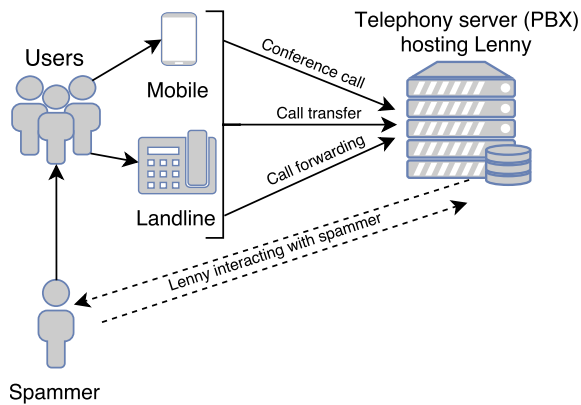 Telephony server (PBX)
hosting Lenny
Users
Mobile
Landline
Conference call
Call transfer
Call forwarding
Lenny interacting with spammer
Spammer